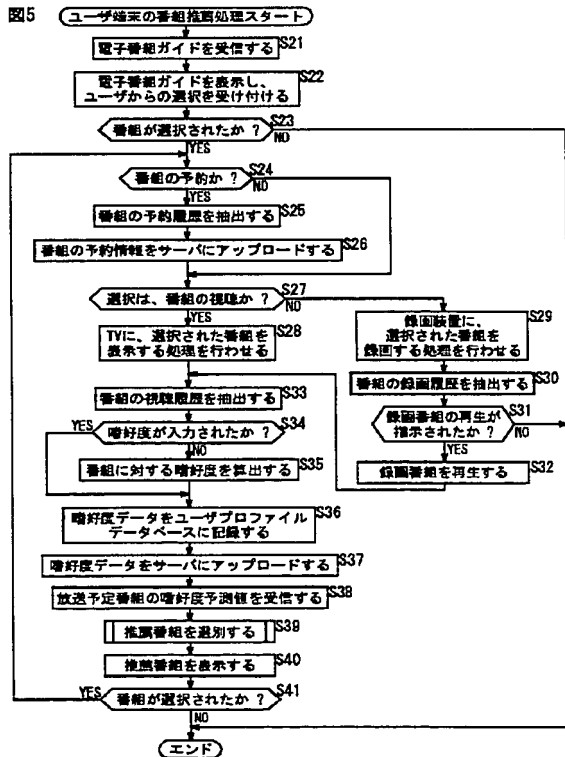 図5
ユーザ端末の番組推薦処理スタート
電子番組ガイドを受信する
S21
電子番組ガイドを表示し、
ユーザからの選択を受け付ける
S22
番組が選択されたか ?
S23
NO
YES
番組の予約か ?
S24
NO
YES
番組の予約履歴を抽出する
S25
番組の予約情報をサーバにアップロードする
S26
選択は、番組の視聴か ?
S27
NO
YES
TVに、選択された番組を
表示する処理を行わせる
S28
録画装置に、
選択された番組を
録画する処理を行わせる
S29
番組の録画履歴を抽出する
S30
録画番組の再生が
指示されたか ?
S31
NO
YES
録画番組を再生する
S32
番組の視聴履歴を抽出する
S33
嗜好度が入力されたか ?
S34
YES
NO
番組に対する嗜好度を算出する
S35
嗜好度データをユーザプロファイル
データベースに記録する
S36
嗜好度データをサーバにアップロードする
S37
放送予定番組の嗜好度予測値を受信する
S38
推薦番組を選別する
S39
推薦番組を表示する
S40
番組が選択されたか ?
S41
YES
NO
エンド